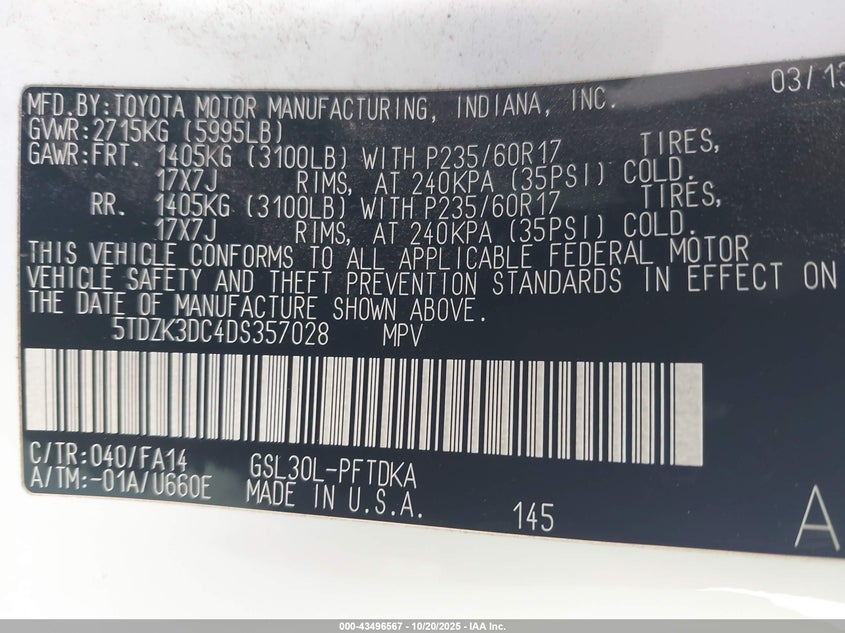 03/13
MFD.BY:TOYOTA MOTOR MANUFACTURING, INDIANA, INC.
GVWR:2715KG (5995LB)
GAWR:FRT. 1405KG (3100LB) WITH P235/60R17 TIRES,
17X7J RIMS, AT 240KPA (35PSI) COLD.
RR. 1405KG (3100LB) WITH P235/60R17 TIRES,
17X7J RIMS, AT 240KPA (35PSI) COLD.
THIS VEHICLE CONFORMS TO ALL APPLICABLE FEDERAL MOTOR
VEHICLE SAFETY AND THEFT PREVENTION STANDARDS IN EFFECT ON
THE DATE OF MANUFACTURE SHOWN ABOVE.
5TDZK3DC4DS357028 MPV
C/TR:040/FA14 GSL30L-PFTDKA
A/TM:-01A/U660E MADE IN U.S.A.
145 A
000-43496567 - 10/20/2025 - IAA Inc.